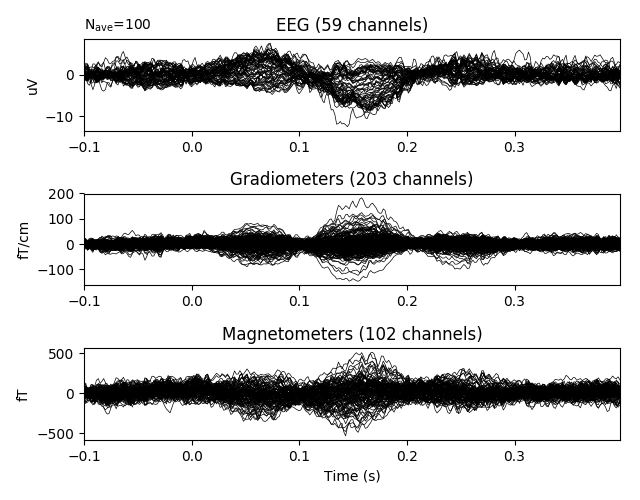 N_ave=100
EEG (59 channels)
uV
0
−10
−0.1 0.0 0.1 0.2 0.3
Gradiometers (203 channels)
fT/cm
200
100
0
−100
−0.1 0.0 0.1 0.2 0.3
Magnetometers (102 channels)
fT
500
0
−500
−0.1 0.0 0.1 0.2 0.3
Time (s)